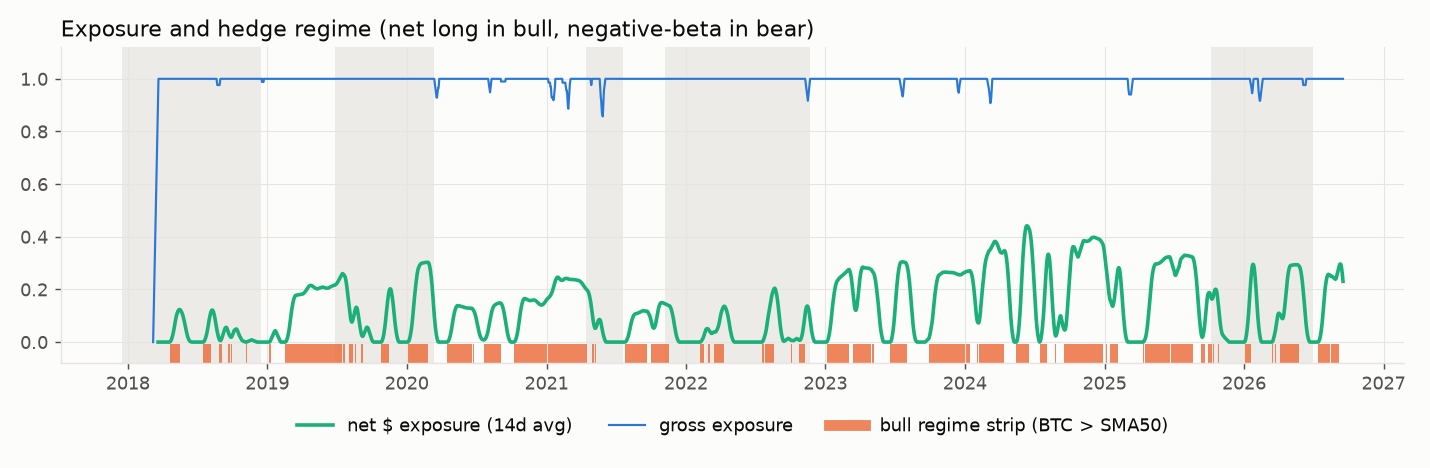 Exposure and hedge regime (net long in bull, negative-beta in bear)
1.0
0.8
0.6
0.4
0.2
0.0
2018 2019 2020 2021 2022 2023 2024 2025 2026 2027
net $ exposure (14d avg) gross exposure bull regime strip (BTC > SMA50)